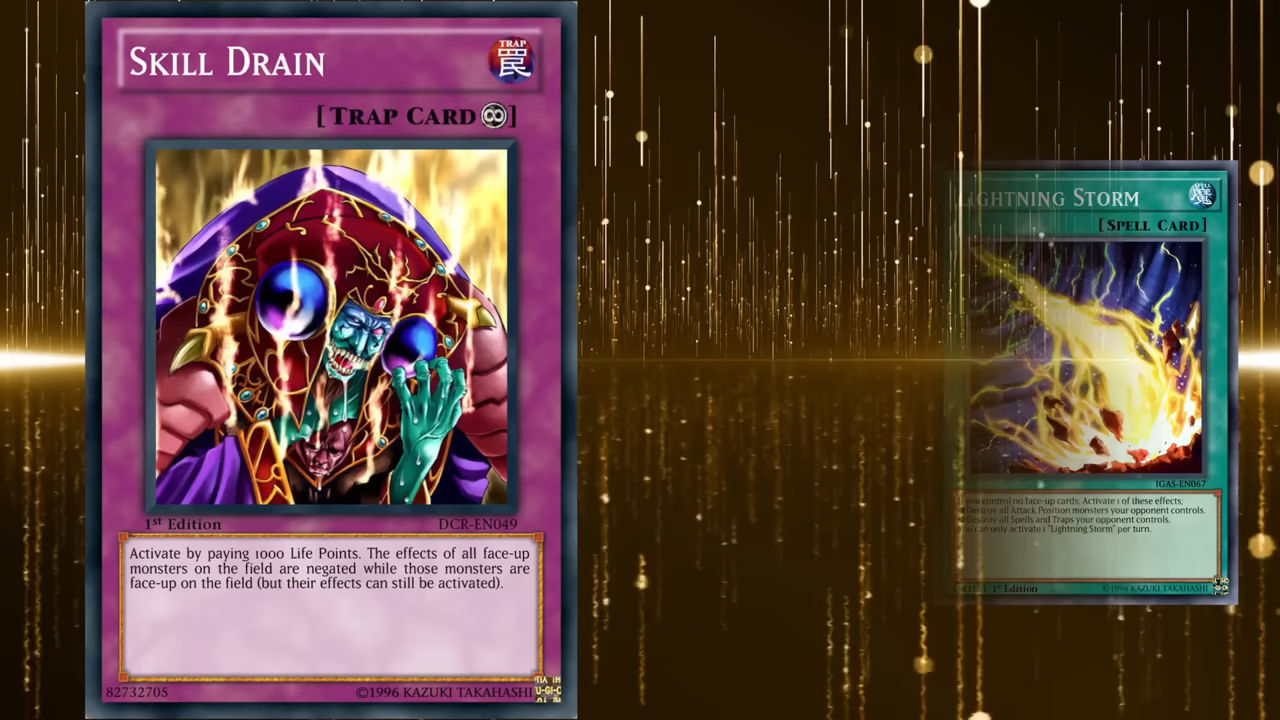 SKILL DRAIN
TRAP
罠
[TRAP CARD]
1st Edition
DCR-EN049
Activate by paying 1000 Life Points. The effects of all face-up
monsters on the field are negated while those monsters are
face-up on the field (but their effects can still be activated).
82732705
©1996 KAZUKI TAKAHASHI
LIGHTNING STORM
[SPELL CARD]
IGAS-EN067
If you control no face-up cards: Activate 1 of these effects;
●Destroy all Attack Position monsters your opponent controls.
●Destroy all Spells and Traps your opponent controls.
You can only activate 1 "Lightning Storm" per turn.
1st Edition
©1996 KAZUKI TAKAHASHI